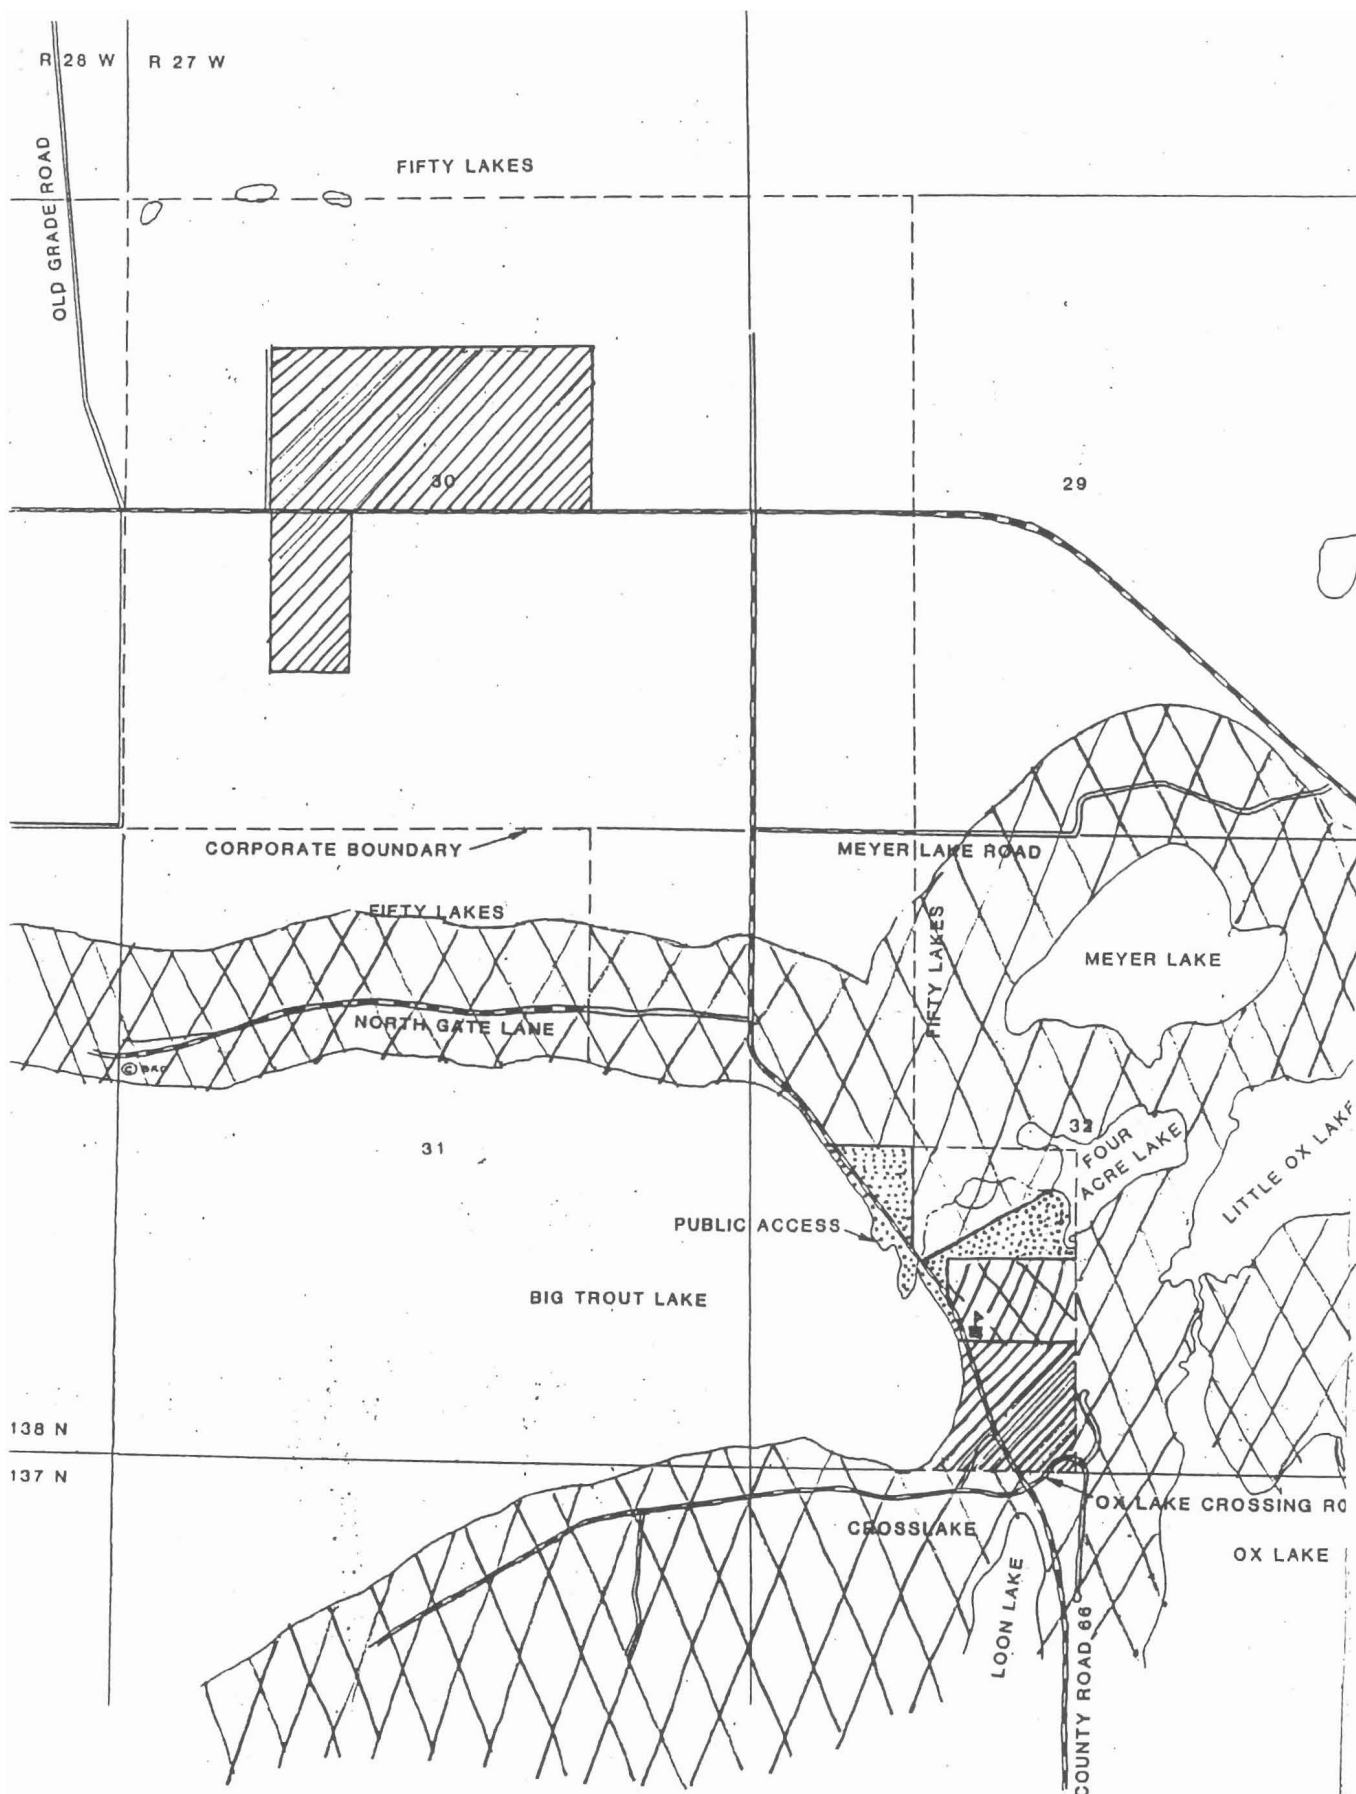 R 28 W
R 27 W
FIFTY LAKES
OLD GRADE ROAD
30
29
CORPORATE BOUNDARY
MEYER LAKE ROAD
FIFTY LAKES
FIFTY LAKES
MEYER LAKE
NORTH GATE LANE
31
32
FOUR
ACRE LAKE
LITTLE OX LAKE
PUBLIC ACCESS
BIG TROUT LAKE
138 N
137 N
OX LAKE CROSSING RO
CROSSLAKE
OX LAKE
LOON LAKE
COUNTY ROAD 66